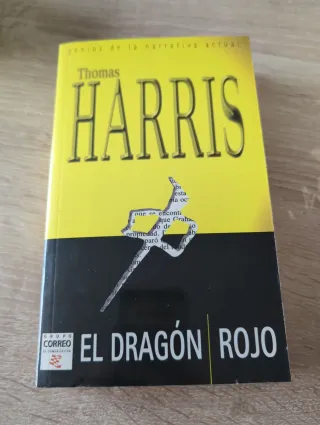 genios de la narrativa actual
Thomas
HARRIS
EL DRAGÓN ROJO
GRUPO
CORREO